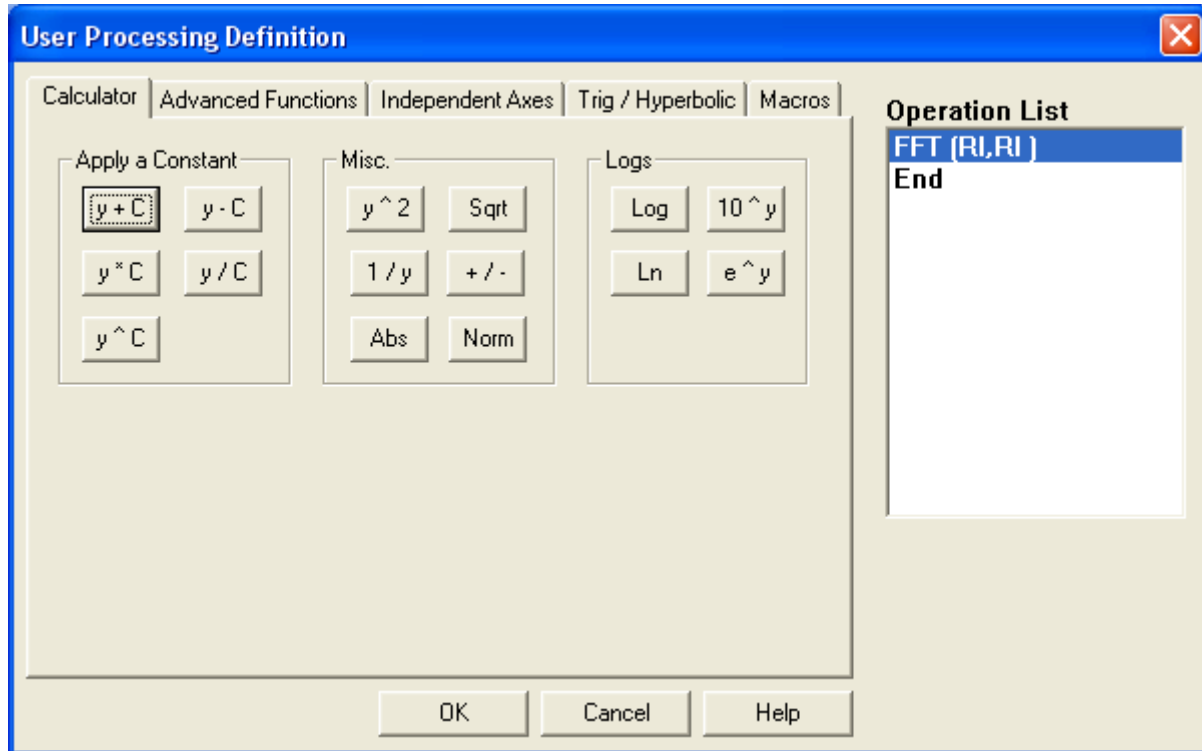 User Processing Definition
Calculator
Advanced Functions
Independent Axes
Trig / Hyperbolic
Macros
Apply a Constant
y + C
y - C
y * C
y / C
y ^ C
Misc.
y ^ 2
Sqrt
1 / y
+ / -
Abs
Norm
Logs
Log
10 ^ y
Ln
e ^ y
Operation List
FFT (RI,RI )
End
OK
Cancel
Help